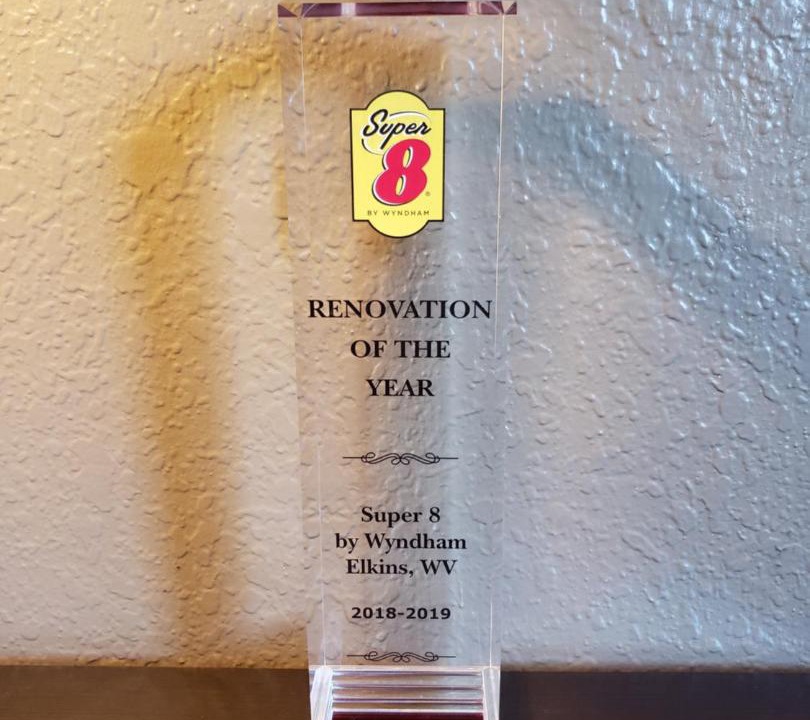 Super
8
BY WYNDHAM
RENOVATION
OF THE
YEAR
Super 8
by Wyndham
Elkins, WV
2018-2019